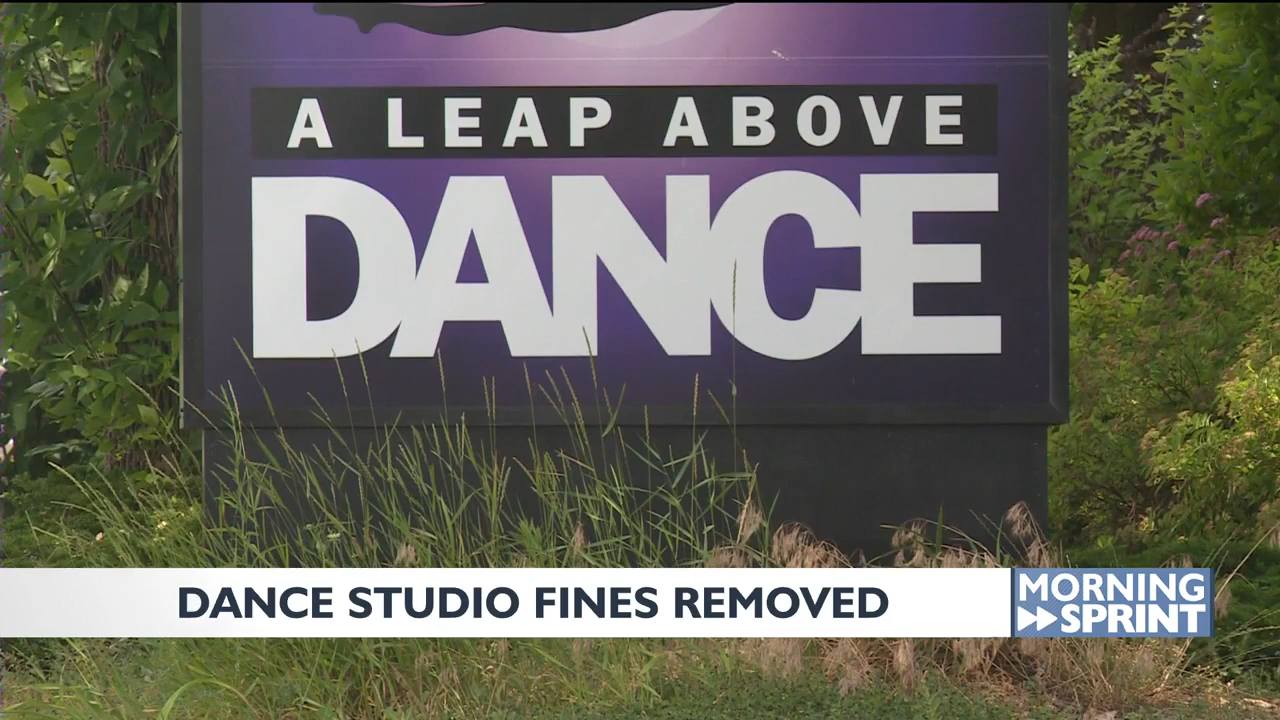 A LEAP ABOVE
DANCE
DANCE STUDIO FINES REMOVED
MORNING
SPRINT